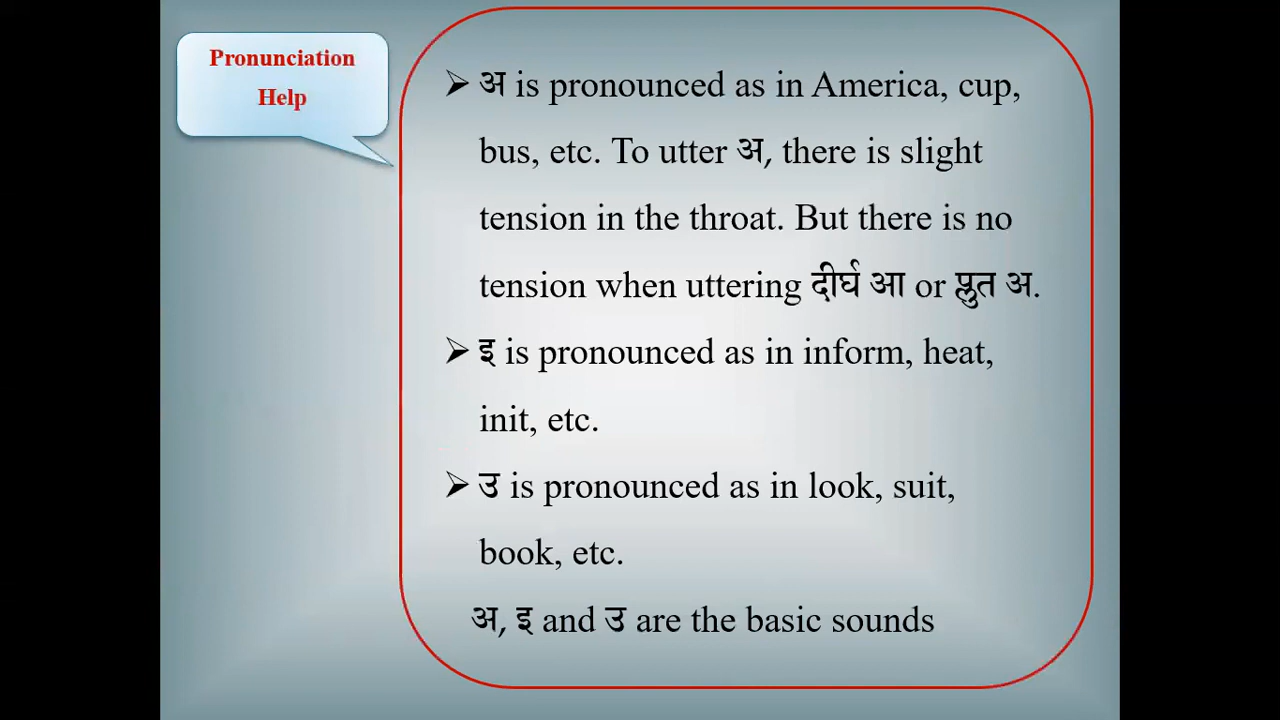 Pronunciation
Help
➢ अ is pronounced as in America, cup,
bus, etc. To utter अ, there is slight
tension in the throat. But there is no
tension when uttering दीर्घ आ or प्लुत अ.
➢ इ is pronounced as in inform, heat,
init, etc.
➢ उ is pronounced as in look, suit,
book, etc.
अ, इ and उ are the basic sounds